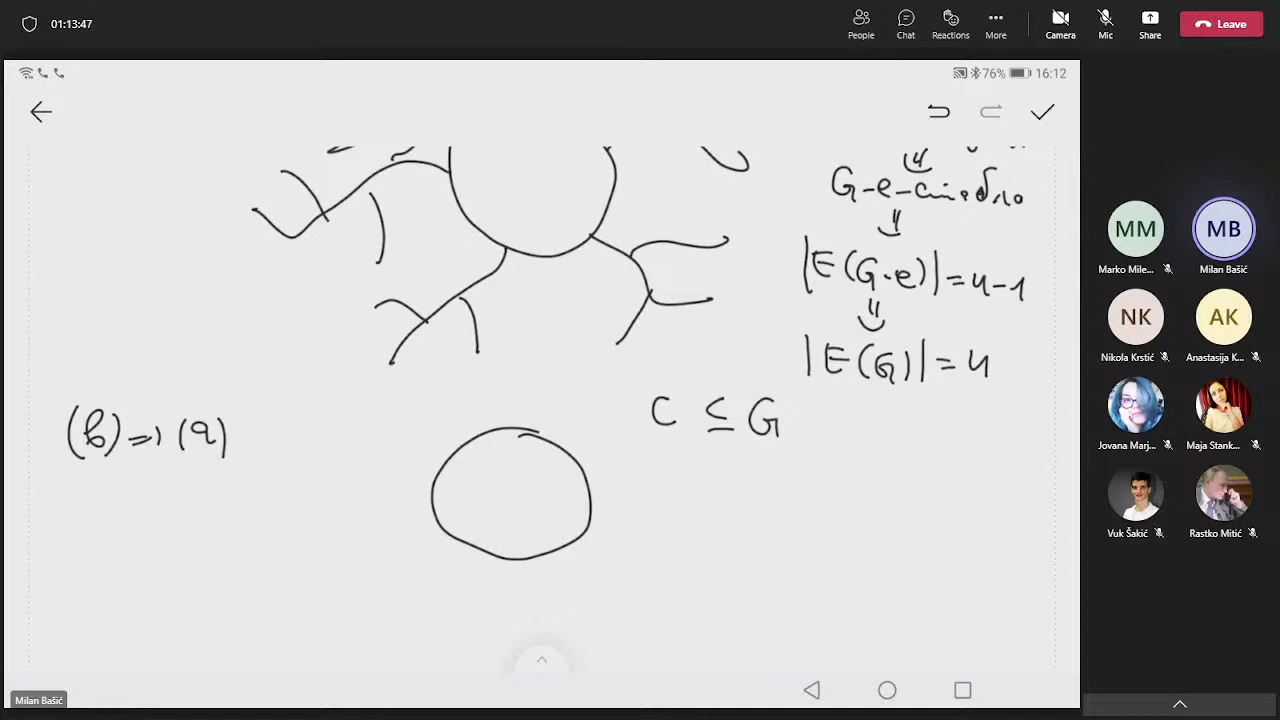 01:13:47
People
Chat
Reactions
More
Camera
Mic
Share
Leave
76% 16:12
G-e-
|E(G-e)| = n-1
|E(G)| = n
C ⊆ G
(b) => (a)
MM
MB
Marko Mile...
Milan Bašić
NK
AK
Nikola Krstić
Anastasija K...
Jovana Marj...
Maja Stank...
Vuk Šakić
Rastko Mitić
Milan Bašić